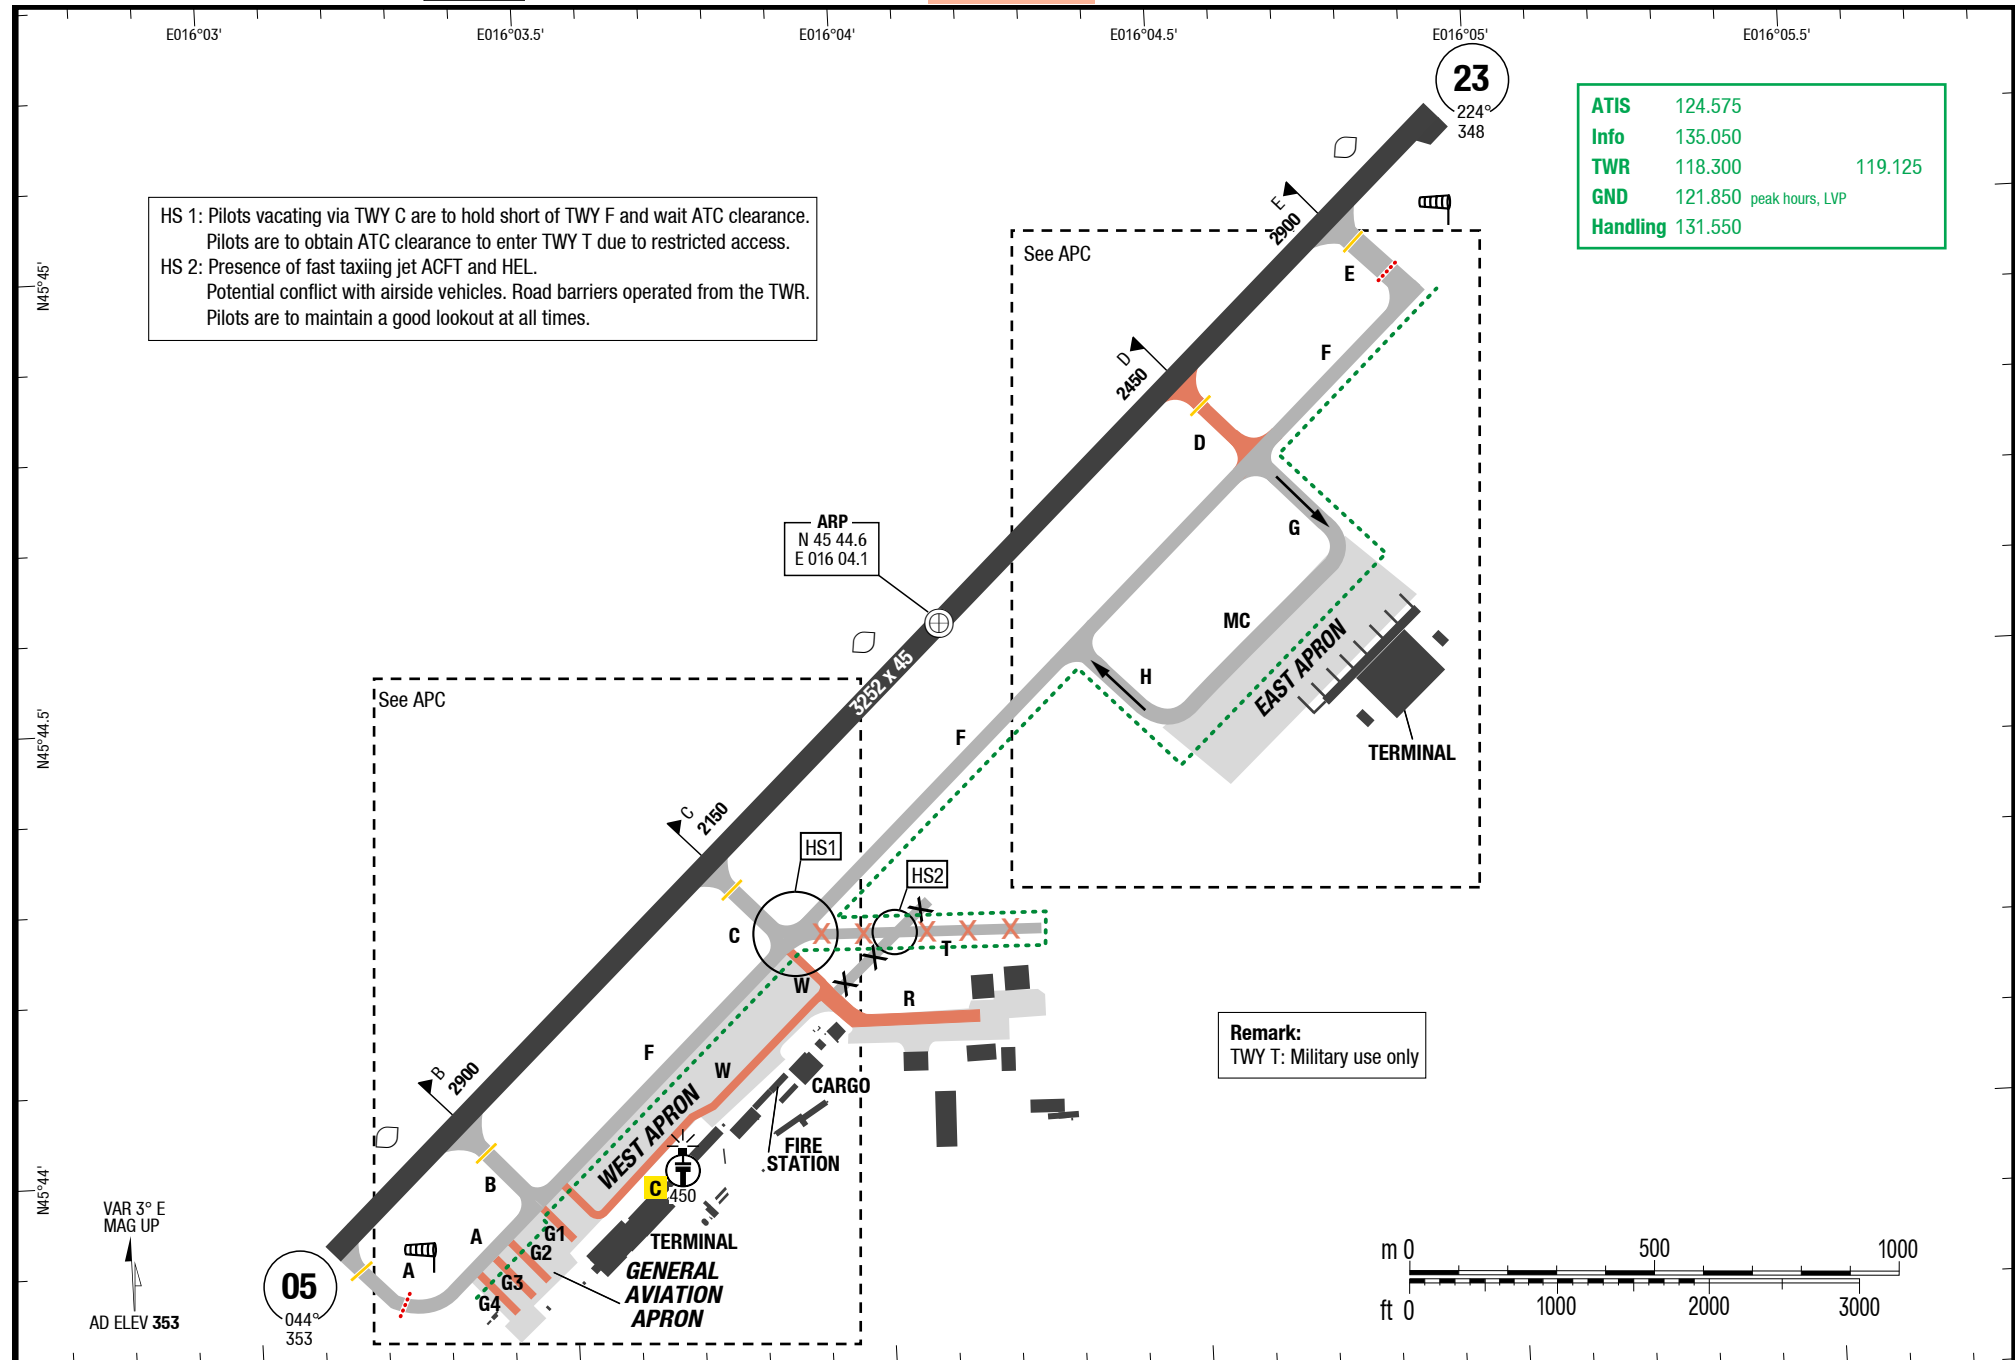 E016°03'
E016°03.5'
E016°04'
E016°04.5'
E016°05'
E016°05.5'
23
224°
348
ATIS 124.575
Info 135.050
TWR 118.300 119.125
GND 121.850 peak hours, LVP
Handling 131.550
HS 1: Pilots vacating via TWY C are to hold short of TWY F and wait ATC clearance.
Pilots are to obtain ATC clearance to enter TWY T due to restricted access.
HS 2: Presence of fast taxiing jet ACFT and HEL.
Potential conflict with airside vehicles. Road barriers operated from the TWR.
Pilots are to maintain a good lookout at all times.
See APC
E
2900
E
N45°45'
F
D
2450
D
G
ARP
N 45 44.6
E 016 04.1
MC
EAST APRON
H
3252 x 45
See APC
N45°44.5'
F
TERMINAL
C
2150
HS1
HS2
C
T
W
R
Remark:
TWY T: Military use only
F
W
B
2900
CARGO
WEST APRON
FIRE
STATION
B
C
450
N45°44'
VAR 3° E
MAG UP
A
G1
TERMINAL
G2
A
G3
G4
GENERAL
AVIATION
APRON
05
044°
353
AD ELEV 353
m 0 500 1000
ft 0 1000 2000 3000